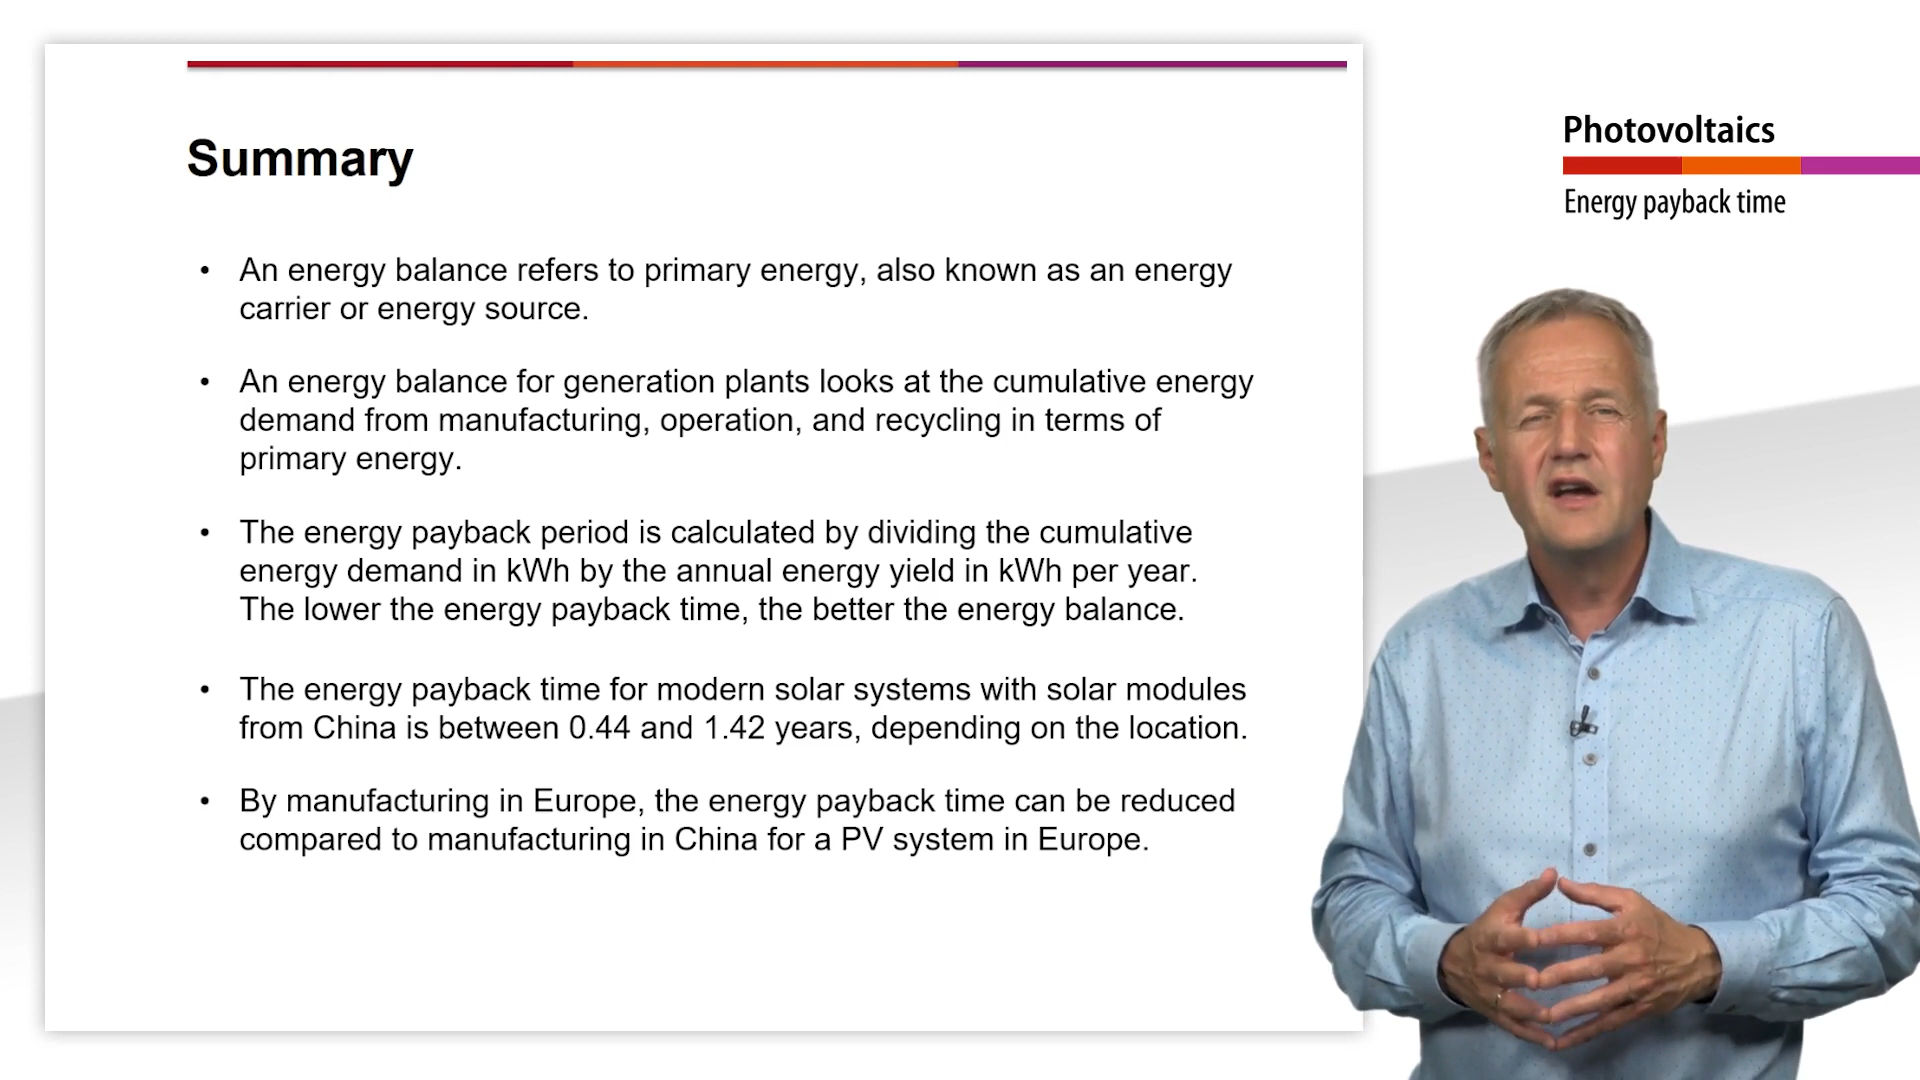 Summary
• An energy balance refers to primary energy, also known as an energy
carrier or energy source.
• An energy balance for generation plants looks at the cumulative energy
demand from manufacturing, operation, and recycling in terms of
primary energy.
• The energy payback period is calculated by dividing the cumulative
energy demand in kWh by the annual energy yield in kWh per year.
The lower the energy payback time, the better the energy balance.
• The energy payback time for modern solar systems with solar modules
from China is between 0.44 and 1.42 years, depending on the location.
• By manufacturing in Europe, the energy payback time can be reduced
compared to manufacturing in China for a PV system in Europe.
Photovoltaics
Energy payback time